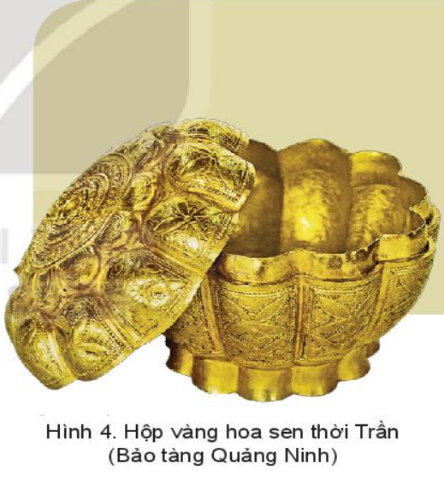 Hình 4. Hộp vàng hoa sen thời Trần
(Bảo tàng Quảng Ninh)